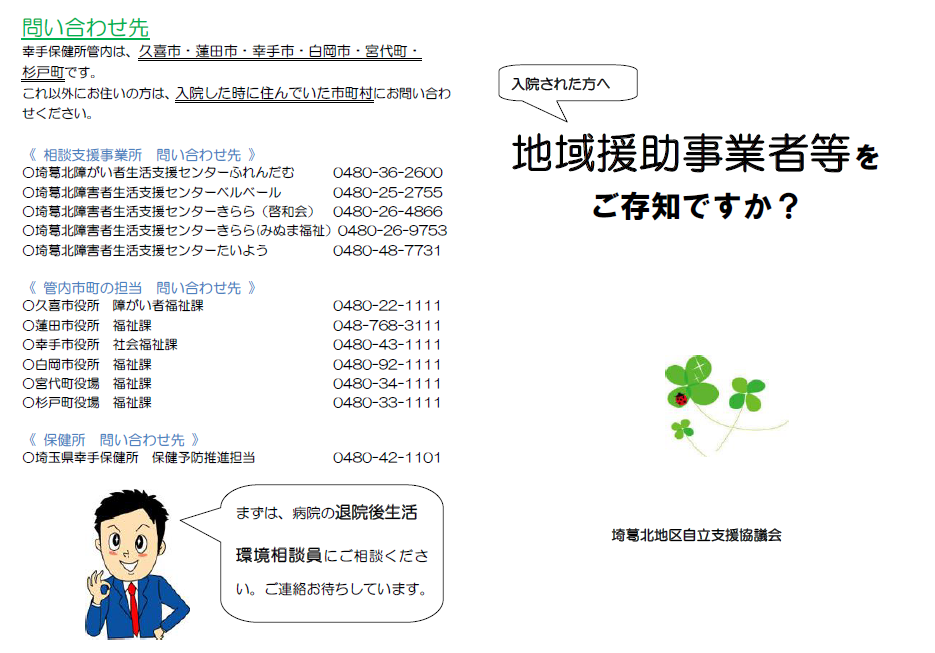 問い合わせ先
幸手保健所管内は、久喜市・蓮田市・幸手市・白岡市・宮代町・
杉戸町です。
これ以外にお住いの方は、入院した時に住んでいた市町村にお問い合わ
せください。
《 相談支援事業所　問い合わせ先 》
○埼葛北障がい者生活支援センターふれんだむ　0480-36-2600
○埼葛北障害者生活支援センターベルベール　0480-25-2755
○埼葛北障害者生活支援センターきらら（啓和会）　0480-26-4866
○埼葛北障害者生活支援センターきらら(みぬま福祉）0480-26-9753
○埼葛北障害者生活支援センターたいよう　0480-48-7731
《 管内市町の担当　問い合わせ先 》
○久喜市役所　障がい者福祉課　0480-22-1111
○蓮田市役所　福祉課　048-768-3111
○幸手市役所　社会福祉課　0480-43-1111
○白岡市役所　福祉課　0480-92-1111
○宮代町役場　福祉課　0480-34-1111
○杉戸町役場　福祉課　0480-33-1111
《 保健所　問い合わせ先 》
○埼玉県幸手保健所　保健予防推進担当　0480-42-1101
まずは、病院の退院後生活
環境相談員にご相談くださ
い。ご連絡お待ちしています。
入院された方へ
地域援助事業者等を
ご存知ですか？
埼葛北地区自立支援協議会